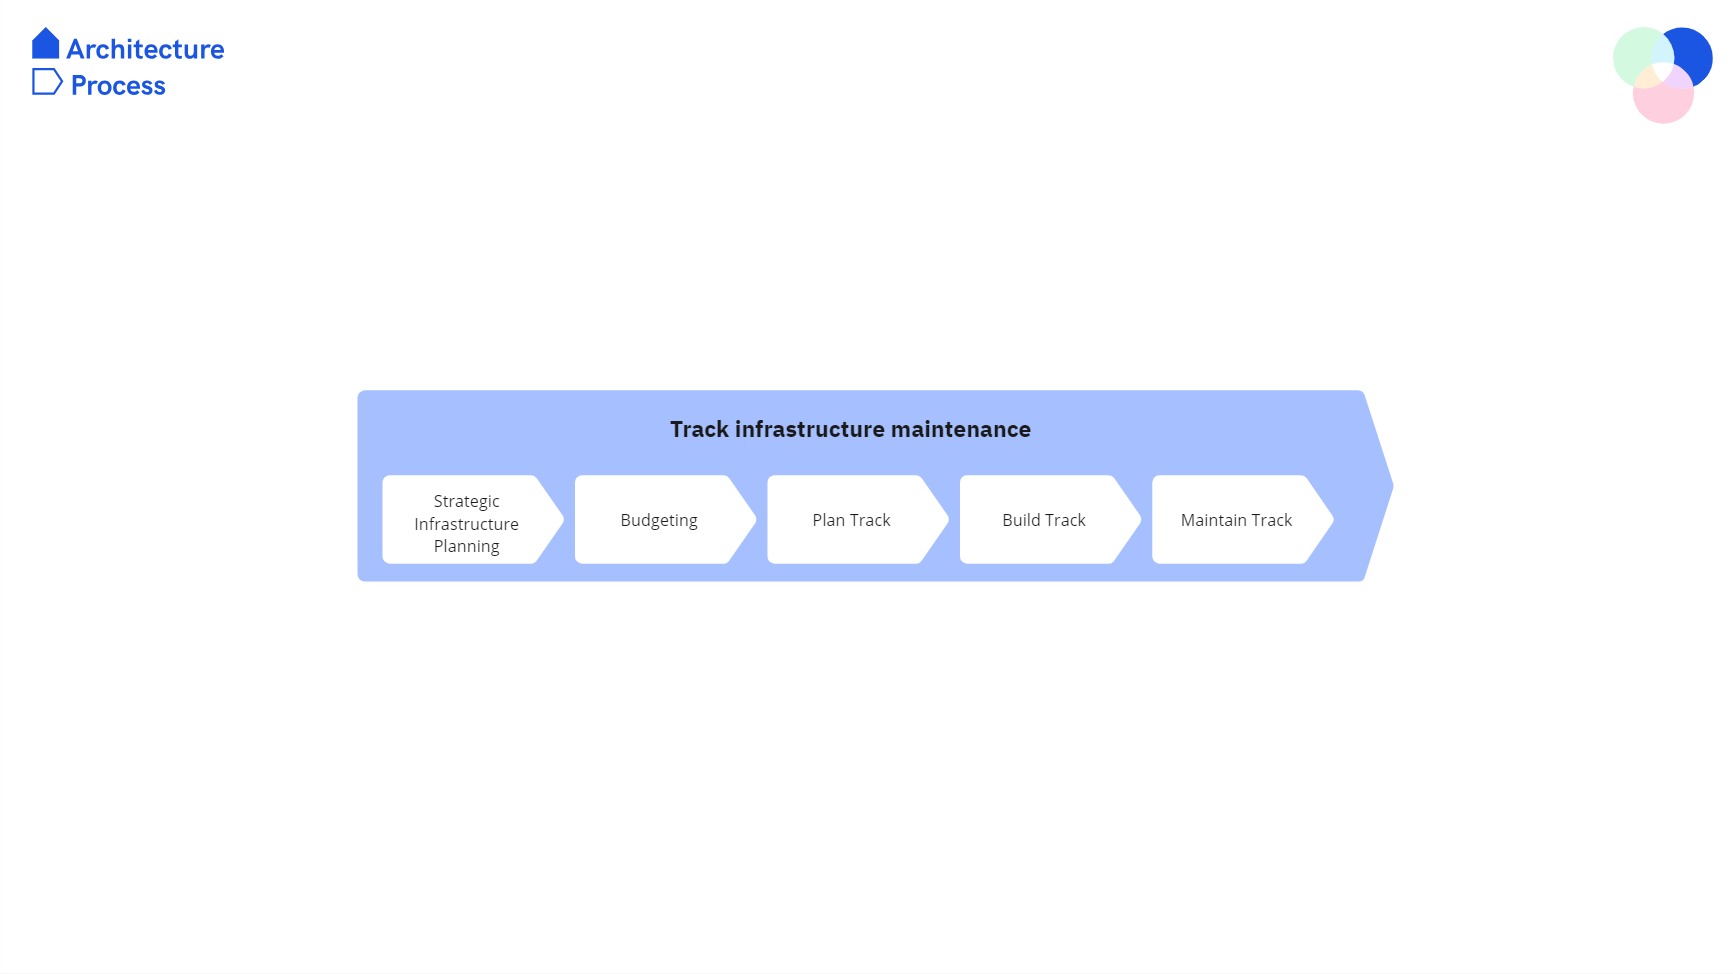 Architecture
Process
Track infrastructure maintenance
Strategic
Infrastructure
Planning
Budgeting
Plan Track
Build Track
Maintain Track